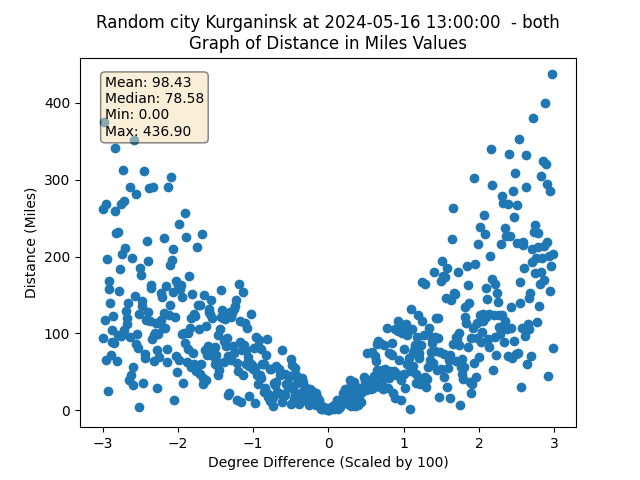 Random city Kurganinsk at 2024-05-16 13:00:00  - both
Graph of Distance in Miles Values
Mean: 98.43
Median: 78.58
Min: 0.00
Max: 436.90
400
300
200
100
0
Distance (Miles)
−3
−2
−1
0
1
2
3
Degree Difference (Scaled by 100)